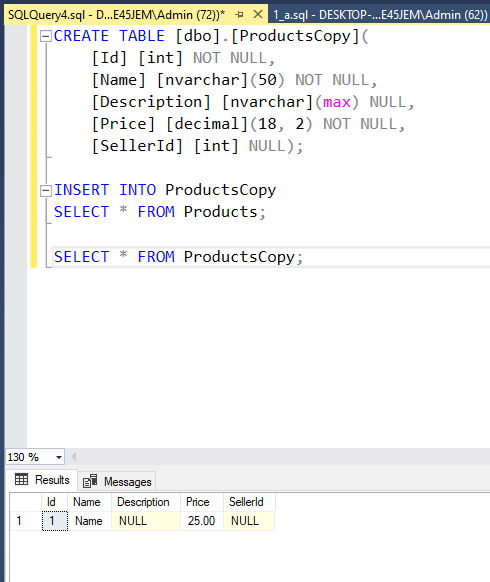 SQLQuery4.sql - D...E45JEM\Admin (72))* 1_a.sql - DESKTOP-...E45JEM\Admin (62))
CREATE TABLE [dbo].[ProductsCopy](
[Id] [int] NOT NULL,
[Name] [nvarchar](50) NOT NULL,
[Description] [nvarchar](max) NULL,
[Price] [decimal](18, 2) NOT NULL,
[SellerId] [int] NULL);
INSERT INTO ProductsCopy
SELECT * FROM Products;
SELECT * FROM ProductsCopy;
130 %
Results Messages
Id Name Description Price SellerId
1 1 Name NULL 25.00 NULL